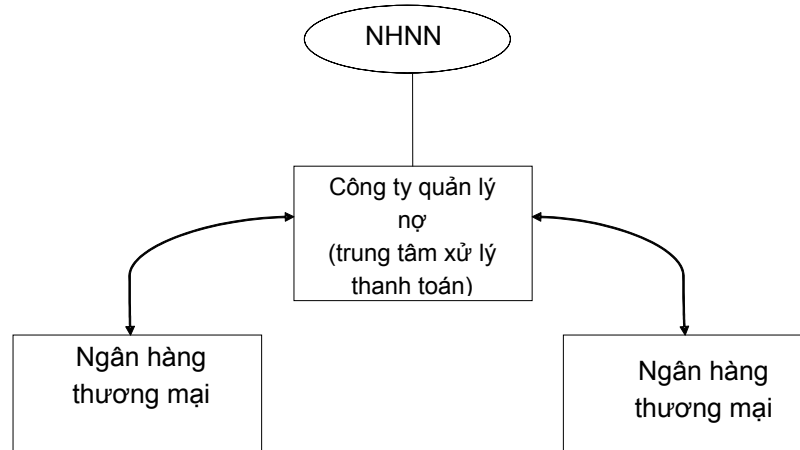 NHNN
Công ty quản lý
nợ
(trung tâm xử lý
thanh toán)
Ngân hàng
thương mại
Ngân hàng
thương mại